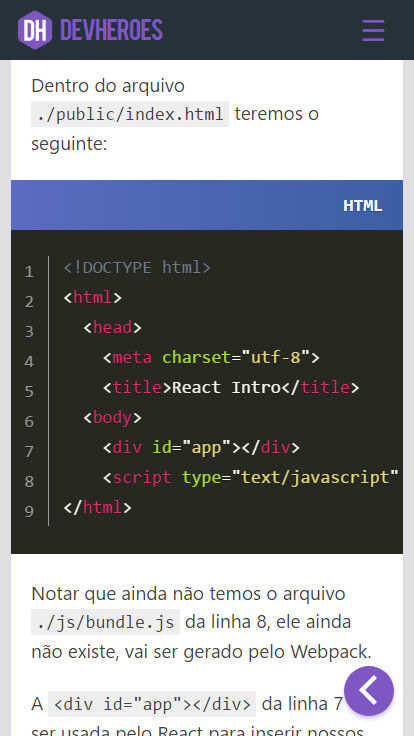 DH DEVHEROES
Dentro do arquivo
./public/index.html teremos o
seguinte:
HTML
1 <!DOCTYPE html>
2 <html>
3 <head>
4 <meta charset="utf-8">
5 <title>React Intro</title>
6 <body>
7 <div id="app"></div>
8 <script type="text/javascript"
9 </html>
Notar que ainda não temos o arquivo
./js/bundle.js da linha 8, ele ainda
não existe, vai ser gerado pelo Webpack.
A <div id="app"></div> da linha 7
ser usada pelo React para inserir nossos